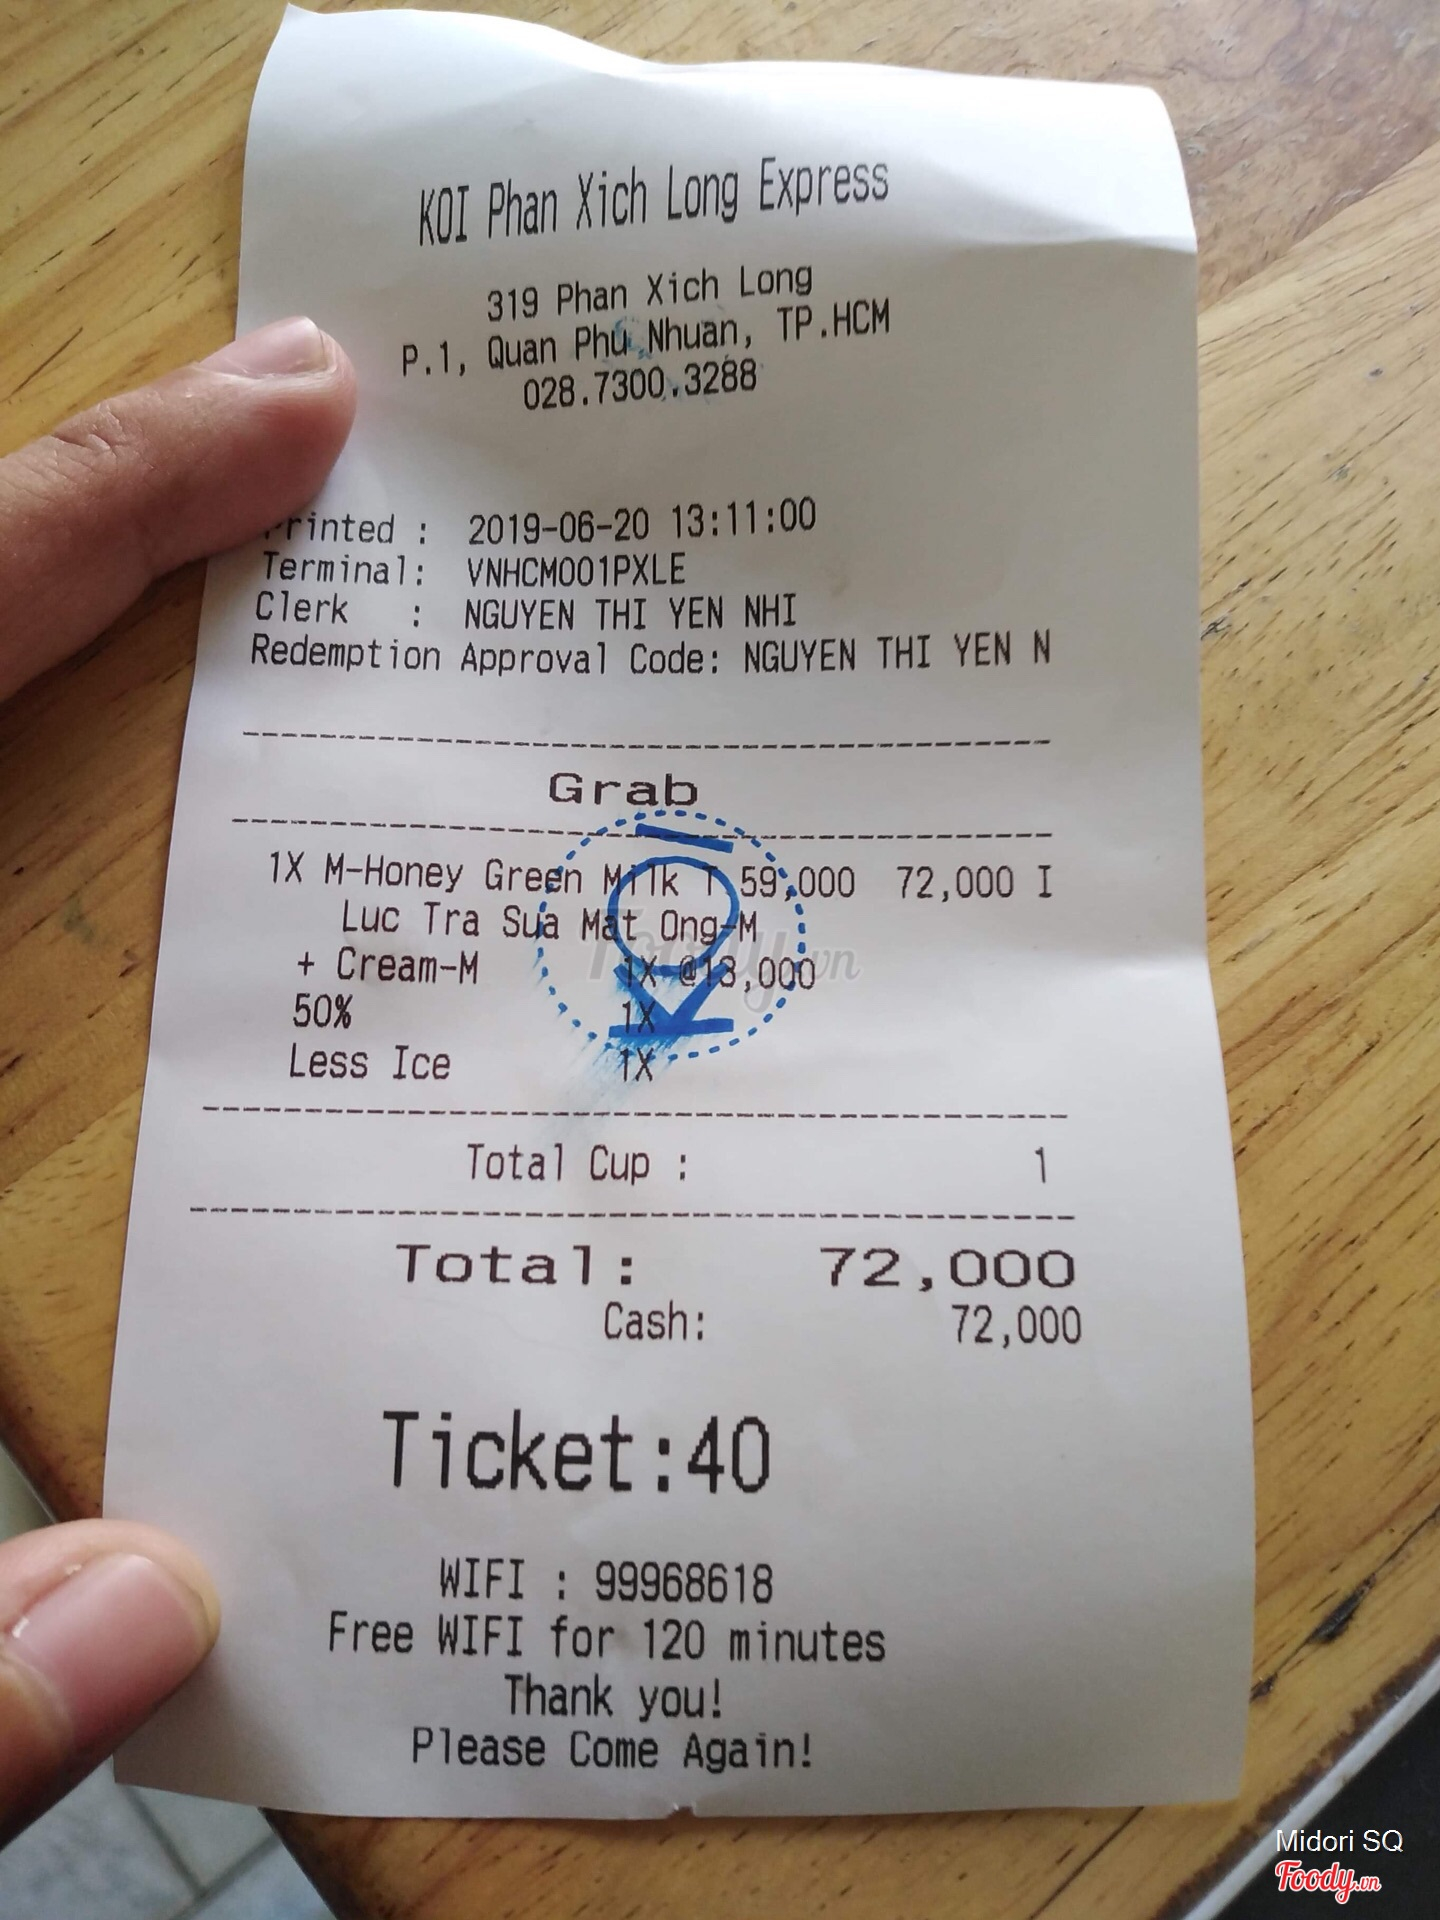 KOI Phan Xich Long Express
319 Phan Xich Long
P.1, Quan Phu Nhuan, TP.HCM
028.7300.3288
Printed : 2019-06-20 13:11:00
Terminal: VNHCM001PXLE
Clerk : NGUYEN THI YEN NHI
Redemption Approval Code: NGUYEN THI YEN N
Grab
1X M-Honey Green Milk T 59,000 72,000 I
Luc Tra Sua Mat Ong-M
+ Cream-M 1X @13,000
50% 1X
Less Ice 1X
KOI
Foody.vn
Total Cup : 1
Total: 72,000
Cash: 72,000
Ticket:40
WIFI : 99968618
Free WIFI for 120 minutes
Thank you!
Please Come Again!
Midori SQ
Foody.vn